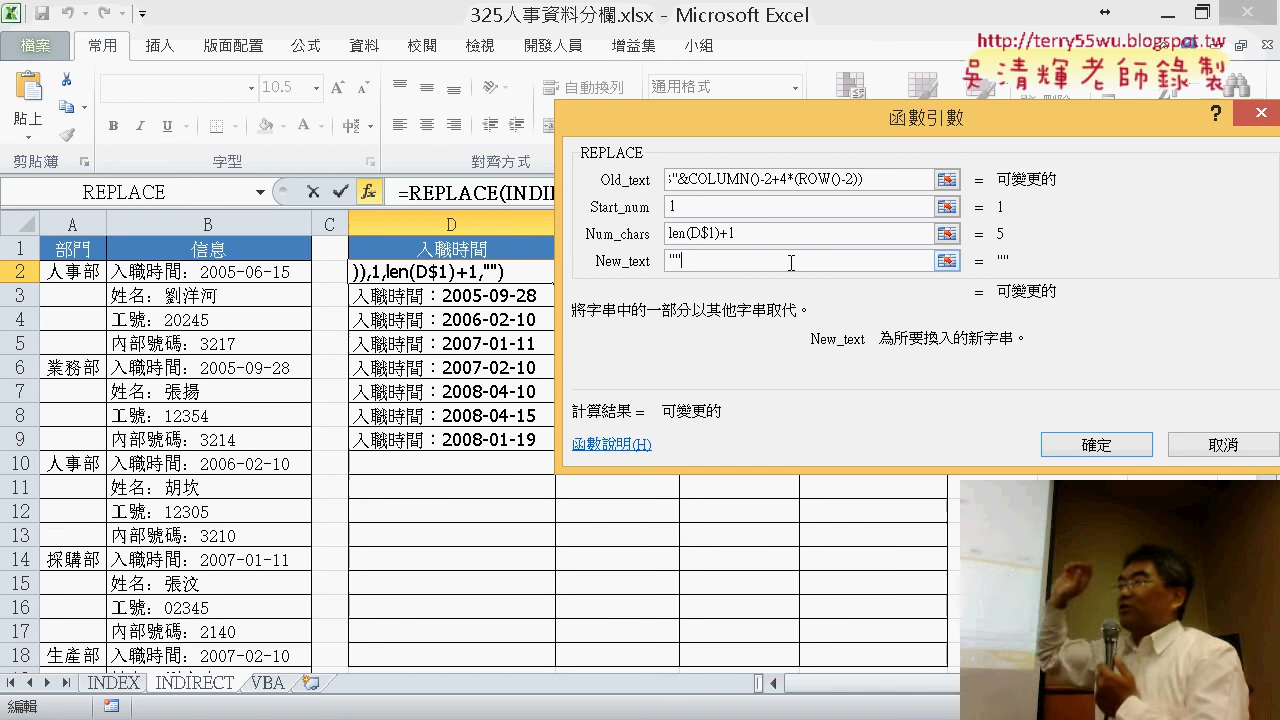 325人事資料分欄.xlsx - Microsoft Excel
檔案 常用 插入 版面配置 公式 資料 校閱 檢視 開發人員 增益集 小組
http://terry55wu.blogspot.tw
吳清輝老師錄製
貼上
剪貼簿
10.5
B I U
字型
自動換列
對齊方式
通用格式
REPLACE
=REPLACE(INDI
A B C D
1 部門 信息 入職時間
2 人事部 入職時間: 2005-06-15 )),1,len(D$1)+1,"")
3 姓名: 劉洋河 入職時間：2005-09-28
4 工號: 20245 入職時間：2006-02-10
5 內部號碼: 3217 入職時間：2007-01-11
6 業務部 入職時間: 2005-09-28 入職時間：2007-02-10
7 姓名: 張揚 入職時間：2008-04-10
8 工號: 12354 入職時間：2008-04-15
9 內部號碼: 3214 入職時間：2008-01-19
10 人事部 入職時間: 2006-02-10
11 姓名: 胡坎
12 工號: 12305
13 內部號碼: 3210
14 採購部 入職時間: 2007-01-11
15 姓名: 張汶
16 工號: 02345
17 內部號碼: 2140
18 生產部 入職時間: 2007-02-10
函數引數
?
REPLACE
Old_text :"&COLUMN()-2+4*(ROW()-2)) = 可變更的
Start_num 1 = 1
Num_chars len(D$1)+1 = 5
New_text "" = ""
= 可變更的
將字串中的一部分以其他字串取代。
New_text 為所要換入的新字串。
計算結果 = 可變更的
函數說明(H)
確定 取消
INDEX INDIRECT VBA
編輯